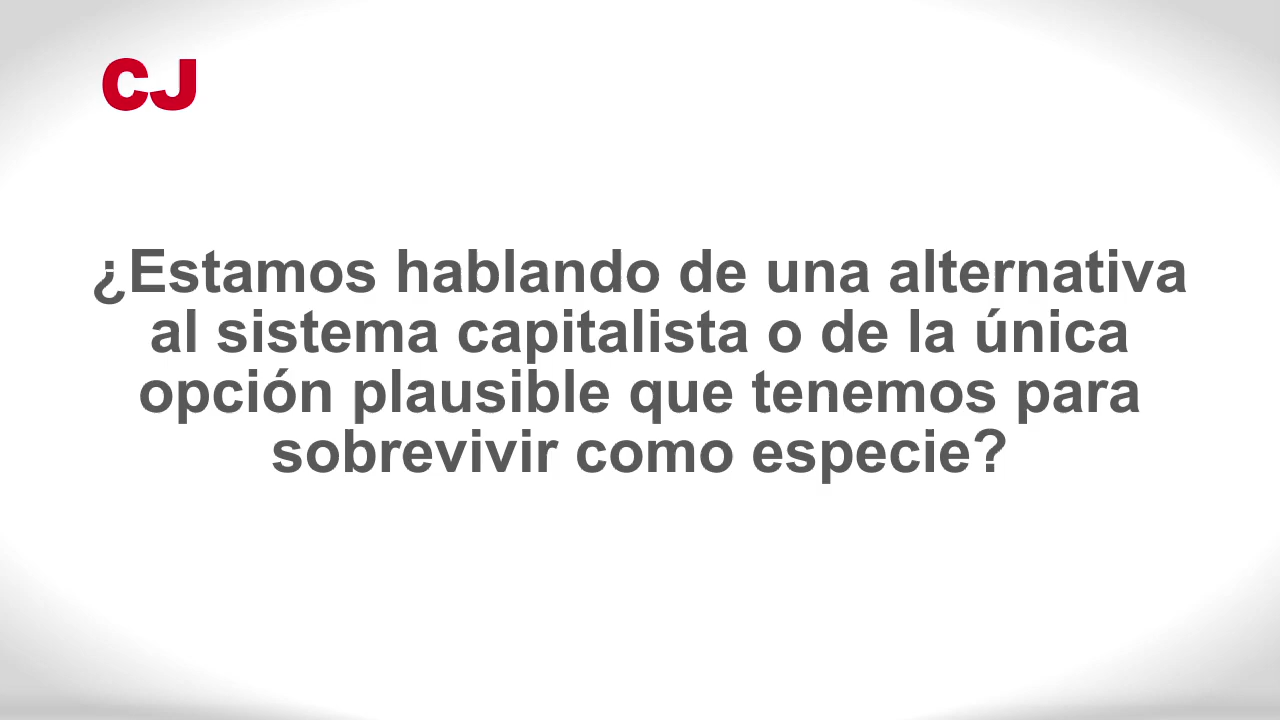 CJ
¿Estamos hablando de una alternativa
al sistema capitalista o de la única
opción plausible que tenemos para
sobrevivir como especie?